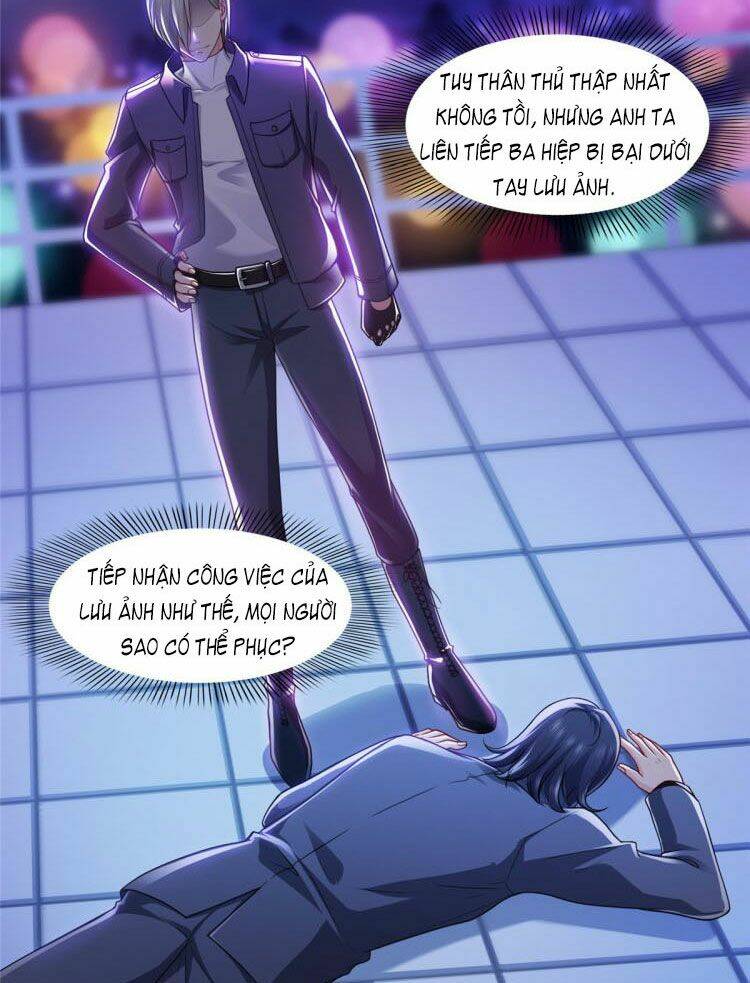 TUY THÂN THỦ THẬP NHẤT
KHÔNG TỒI, NHƯNG ANH TA
LIÊN TIẾP BA HIỆP BỊ BẠI DƯỚI
TAY LƯU ẢNH.
TIẾP NHẬN CÔNG VIỆC CỦA
LƯU ẢNH NHƯ THẾ, MỌI NGƯỜI
SAO CÓ THỂ PHỤC?